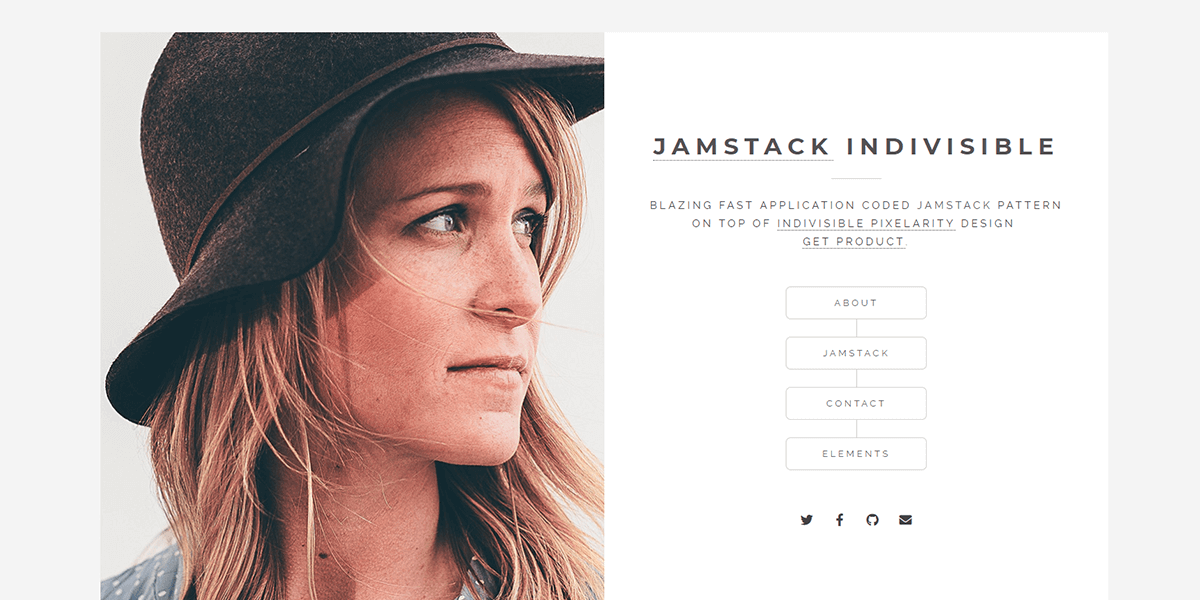 JAMSTACK INDIVISIBLE
BLAZING FAST APPLICATION CODED JAMSTACK PATTERN
ON TOP OF INDIVISIBLE PIXELARITY DESIGN
GET PRODUCT.
ABOUT
JAMSTACK
CONTACT
ELEMENTS